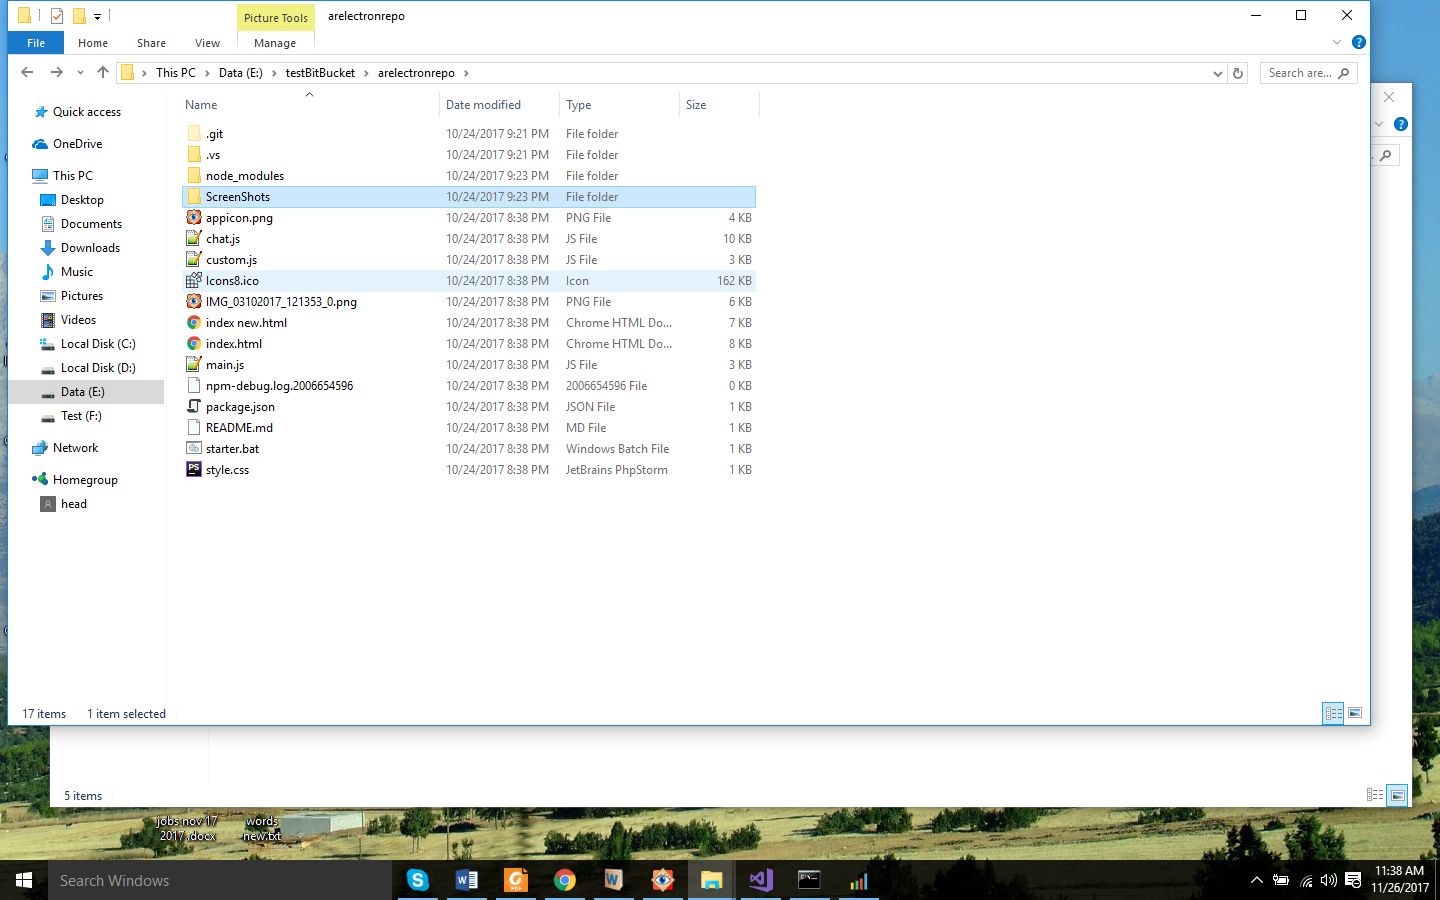 Picture Tools arelectronrepo
File Home Share View Manage
This PC Data (E:) testBitBucket arelectronrepo
Search are...
Name Date modified Type Size
Quick access
OneDrive
This PC
Desktop
Documents
Downloads
Music
Pictures
Videos
Local Disk (C:)
Local Disk (D:)
Data (E:)
Test (F:)
Network
Homegroup
head
.git 10/24/2017 9:21 PM File folder
.vs 10/24/2017 9:21 PM File folder
node_modules 10/24/2017 9:23 PM File folder
ScreenShots 10/24/2017 9:23 PM File folder
appicon.png 10/24/2017 8:38 PM PNG File 4 KB
chat.js 10/24/2017 8:38 PM JS File 10 KB
custom.js 10/24/2017 8:38 PM JS File 3 KB
Icons8.ico 10/24/2017 8:38 PM Icon 162 KB
IMG_03102017_121353_0.png 10/24/2017 8:38 PM PNG File 6 KB
index new.html 10/24/2017 8:38 PM Chrome HTML Do... 7 KB
index.html 10/24/2017 8:38 PM Chrome HTML Do... 8 KB
main.js 10/24/2017 8:38 PM JS File 3 KB
npm-debug.log.2006654596 10/24/2017 8:38 PM 2006654596 File 0 KB
package.json 10/24/2017 8:38 PM JSON File 1 KB
README.md 10/24/2017 8:38 PM MD File 1 KB
starter.bat 10/24/2017 8:38 PM Windows Batch File 1 KB
style.css 10/24/2017 8:38 PM JetBrains PhpStorm 1 KB
17 items 1 item selected
5 items
jobs nov 17
2017 .docx
words
new.txt
Search Windows
11:38 AM
11/26/2017